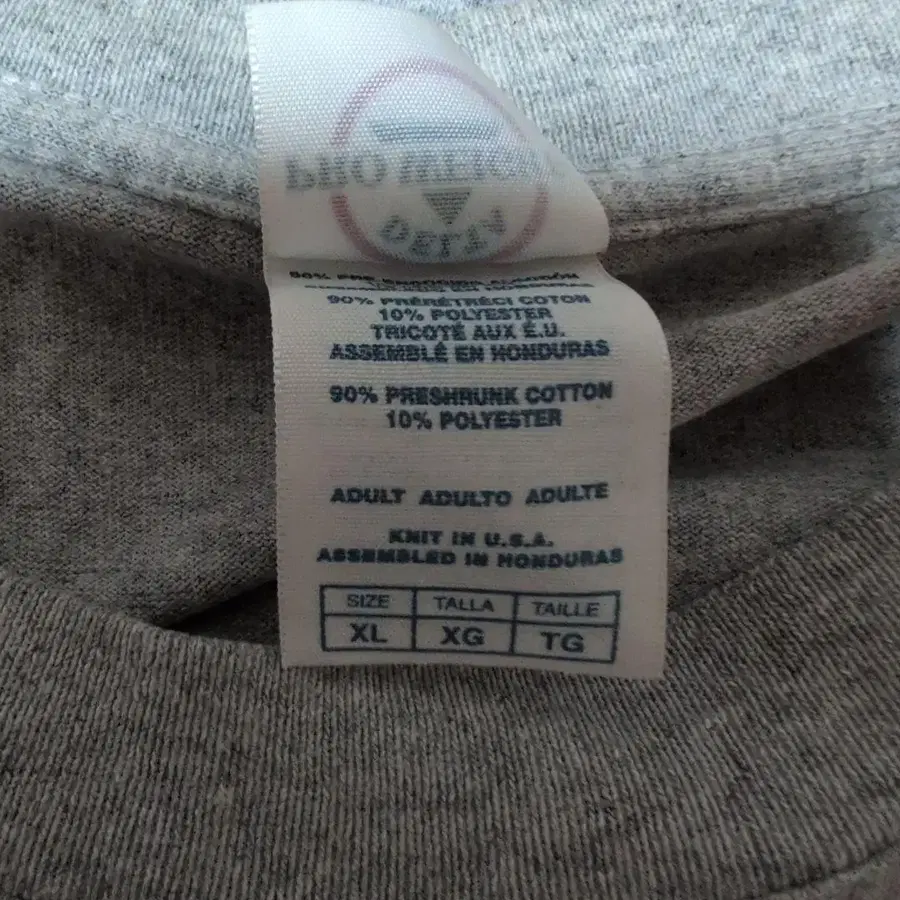 DELTA
90% PRÉRÉTRÉCI COTON
10% POLYESTER
TRICOTÉ AUX É.U.
ASSEMBLÉ EN HONDURAS
90% PRESHRUNK COTTON
10% POLYESTER
ADULT ADULTO ADULTE
KNIT IN U.S.A.
ASSEMBLED IN HONDURAS
SIZE TALLA TAILLE
XL XG TG